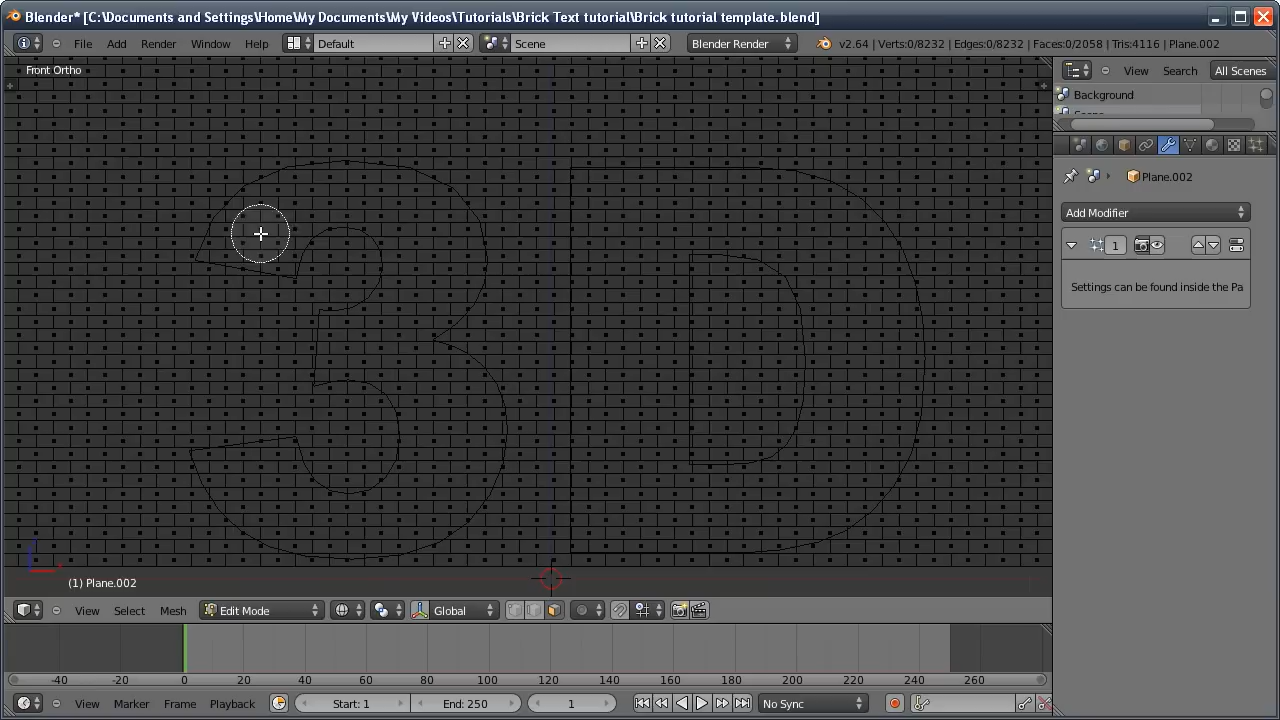 Blender* [C:\Documents and Settings\Home\My Documents\My Videos\Tutorials\Brick Text tutorial\Brick tutorial template.blend]
File Add Render Window Help Default Scene Blender Render v2.64 | Verts:0/8232 | Edges:0/8232 | Faces:0/2058 | Tris:4116 | Plane.002
Front Ortho
View Search All Scenes
Background
Plane.002
Add Modifier
1
Settings can be found inside the Pa
(1) Plane.002
View Select Mesh Edit Mode Global
-40 -20 0 20 40 60 80 100 120 140 160 180 200 220 240 260
View Marker Frame Playback Start: 1 End: 250 1 No Sync